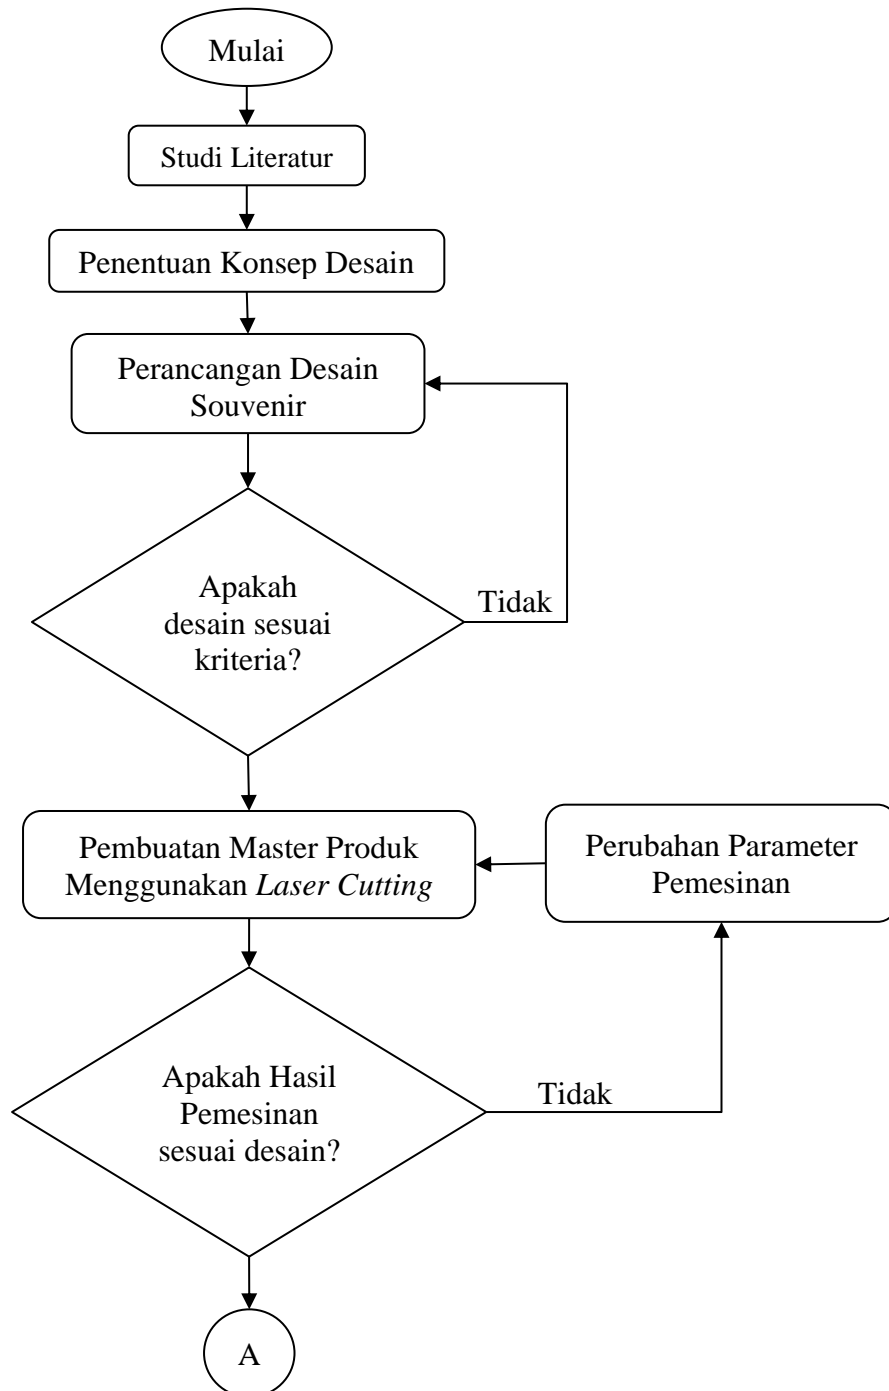 Mulai
Studi Literatur
Penentuan Konsep Desain
Perancangan Desain
Souvenir
Apakah
desain sesuai
kriteria?
Tidak
Pembuatan Master Produk
Menggunakan Laser Cutting
Perubahan Parameter
Pemesinan
Apakah Hasil
Pemesinan
sesuai desain?
Tidak
A